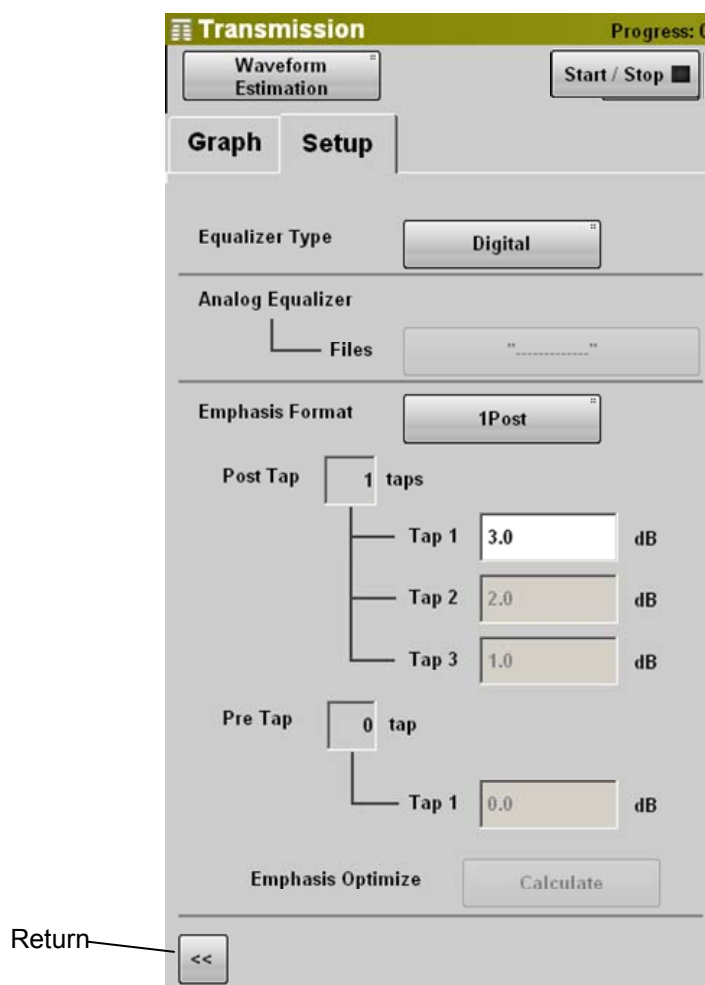 Transmission Progress: 0
Waveform
Estimation
Start / Stop
Graph Setup
Equalizer Type Digital
Analog Equalizer
Files "-------------"
Emphasis Format 1Post
Post Tap 1 taps
Tap 1 3.0 dB
Tap 2 2.0 dB
Tap 3 1.0 dB
Pre Tap 0 tap
Tap 1 0.0 dB
Emphasis Optimize Calculate
Return
<<